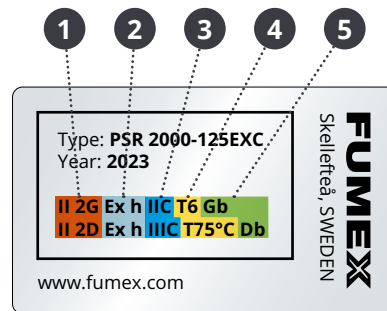 1 2 3 4 5
Type: PSR 2000-125EXC
Year: 2023
II 2G Ex h IIC T6 Gb
II 2D Ex h IIIC T75°C Db
www.fumex.com
FUMEX
Skellefteå, SWEDEN